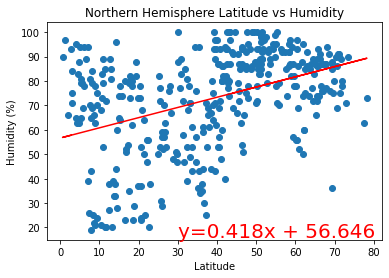 Northern Hemisphere Latitude vs Humidity
100
90
80
70
60
50
40
30
20
Humidity (%)
y=0.418x + 56.646
0 10 20 30 40 50 60 70 80
Latitude